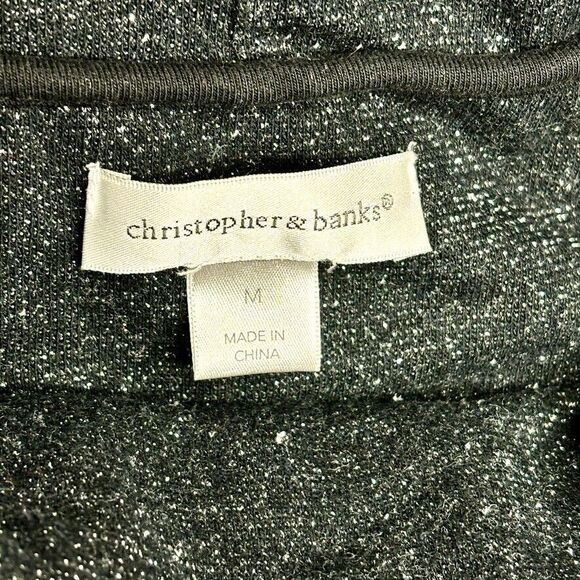 christopher & banks®
M
MADE IN
CHINA